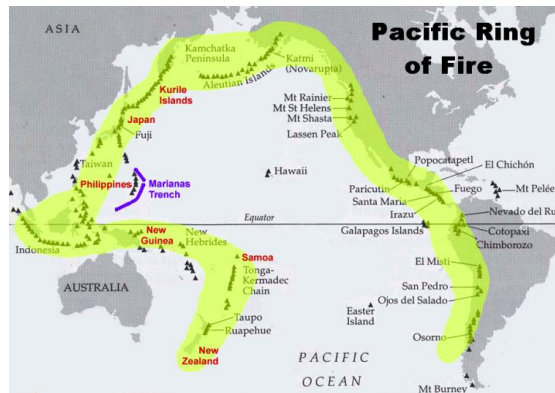 Pacific Ring
of Fire
ASIA
Kamchatka
Peninsula
Katmi
(Novarupta)
Aleutian Islands
Kurile
Islands
Mt Rainier
Mt St Helens
Mt Shasta
Lassen Peak
Japan
Fuji
Taiwan
Philippines
Marianas
Trench
Hawaii
Popocatapetl
El Chichón
Paricutin
Santa Maria
Fuego
Mt Pelée
Irazu
Equator
Nevado del Ru
Galapagos Islands
Cotopaxi
Chimborozo
Indonesia
New
Guinea
New
Hebrides
Samoa
Tonga-
Kermadec
Chain
AUSTRALIA
El Misti
San Pedro
Ojos del Salado
Easter
Island
Taupo
Ruapehue
Osorno
New
Zealand
PACIFIC
OCEAN
Mt Burney